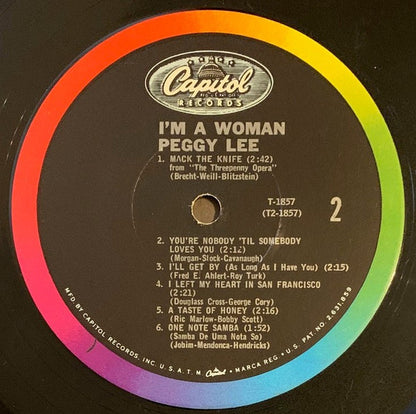 Capitol
RECORDS
I'M A WOMAN
PEGGY LEE
1. MACK THE KNIFE (2:42)
from "The Threepenny Opera"
(Brecht-Weill-Blitzstein)
T-1857
(T2-1857)
2
2. YOU'RE NOBODY 'TIL SOMEBODY
LOVES YOU (2:12)
(Morgan-Stock-Cavanaugh)
3. I'LL GET BY (As Long As I Have You) (2:15)
(Fred E. Ahlert-Roy Turk)
4. I LEFT MY HEART IN SAN FRANCISCO
(2:21)
(Douglass Cross-George Cory)
5. A TASTE OF HONEY (2:16)
(Ric Marlow-Bobby Scott)
6. ONE NOTE SAMBA (1:52)
(Samba De Uma Nota So)
(Jobim-Mendonca-Hendricks)
MFD. BY CAPITOL RECORDS, INC. U.S.A. T.M. Capitol • MARCA REG. • U.S. PAT. NO. 2,631,859